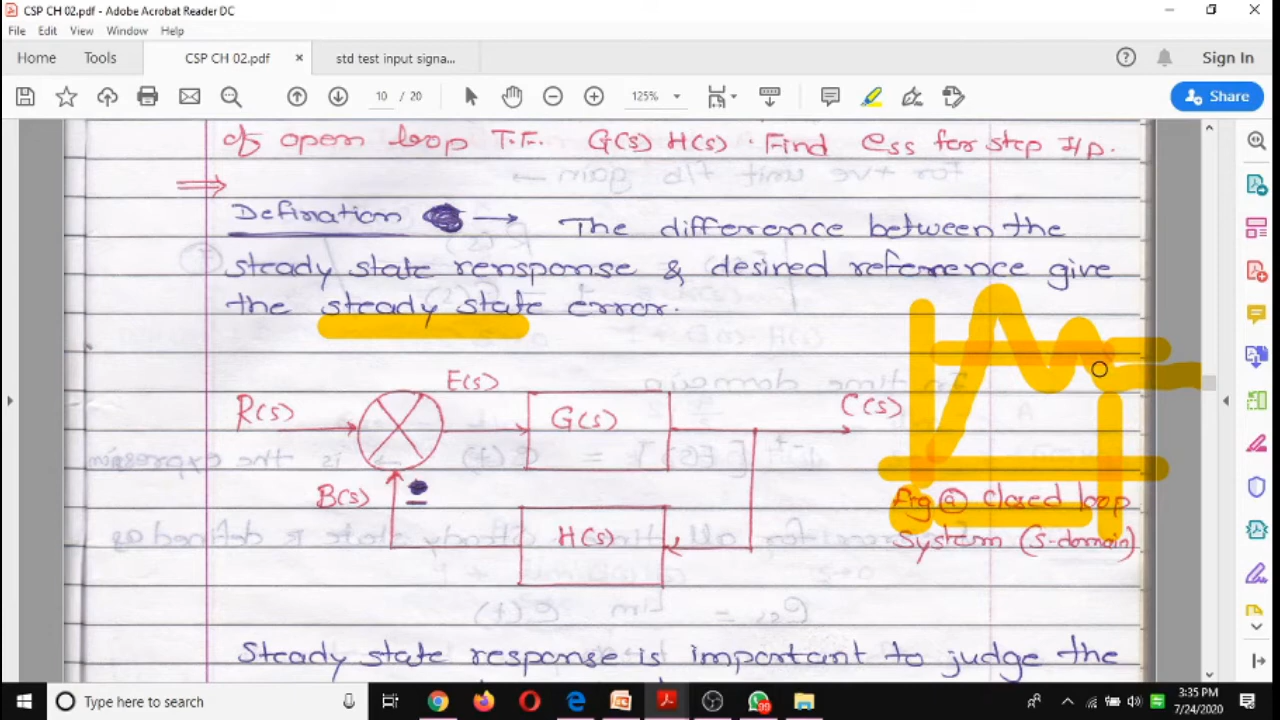 CSP CH 02.pdf - Adobe Acrobat Reader DC
File Edit View Window Help
Home Tools CSP CH 02.pdf × std test input signa... Sign In
10 / 20 125% Share
of open loop T.F. G(s) H(s) . Find ess for step I/p.
Defination → The difference between the
steady state rensponse & desired reference give
the steady state error.
R(s) E(s) G(s) C(s)
B(s) H(s)
Fig ⓐ Closed loop
System (S-domain)
Steady state response is important to judge the
Type here to search
99
3:35 PM
7/24/2020